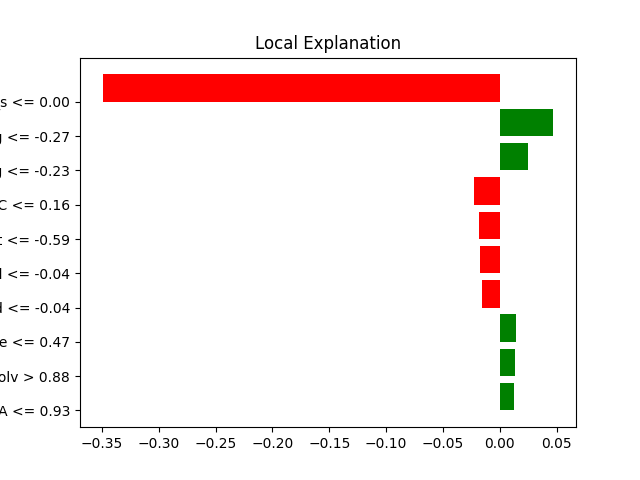 Local Explanation
s <= 0.00
g <= -0.27
g <= -0.23
C <= 0.16
t <= -0.59
d <= -0.04
e <= 0.47
olv > 0.88
A <= 0.93
−0.35 −0.30 −0.25 −0.20 −0.15 −0.10 −0.05 0.00 0.05